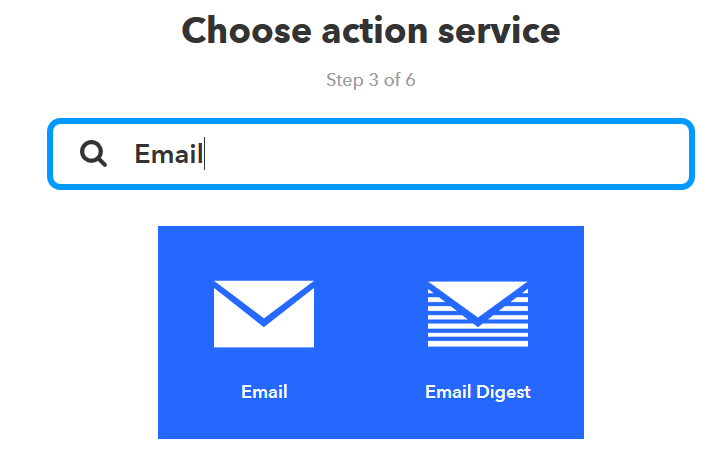 Choose action service
Step 3 of 6
Email
Email
Email Digest